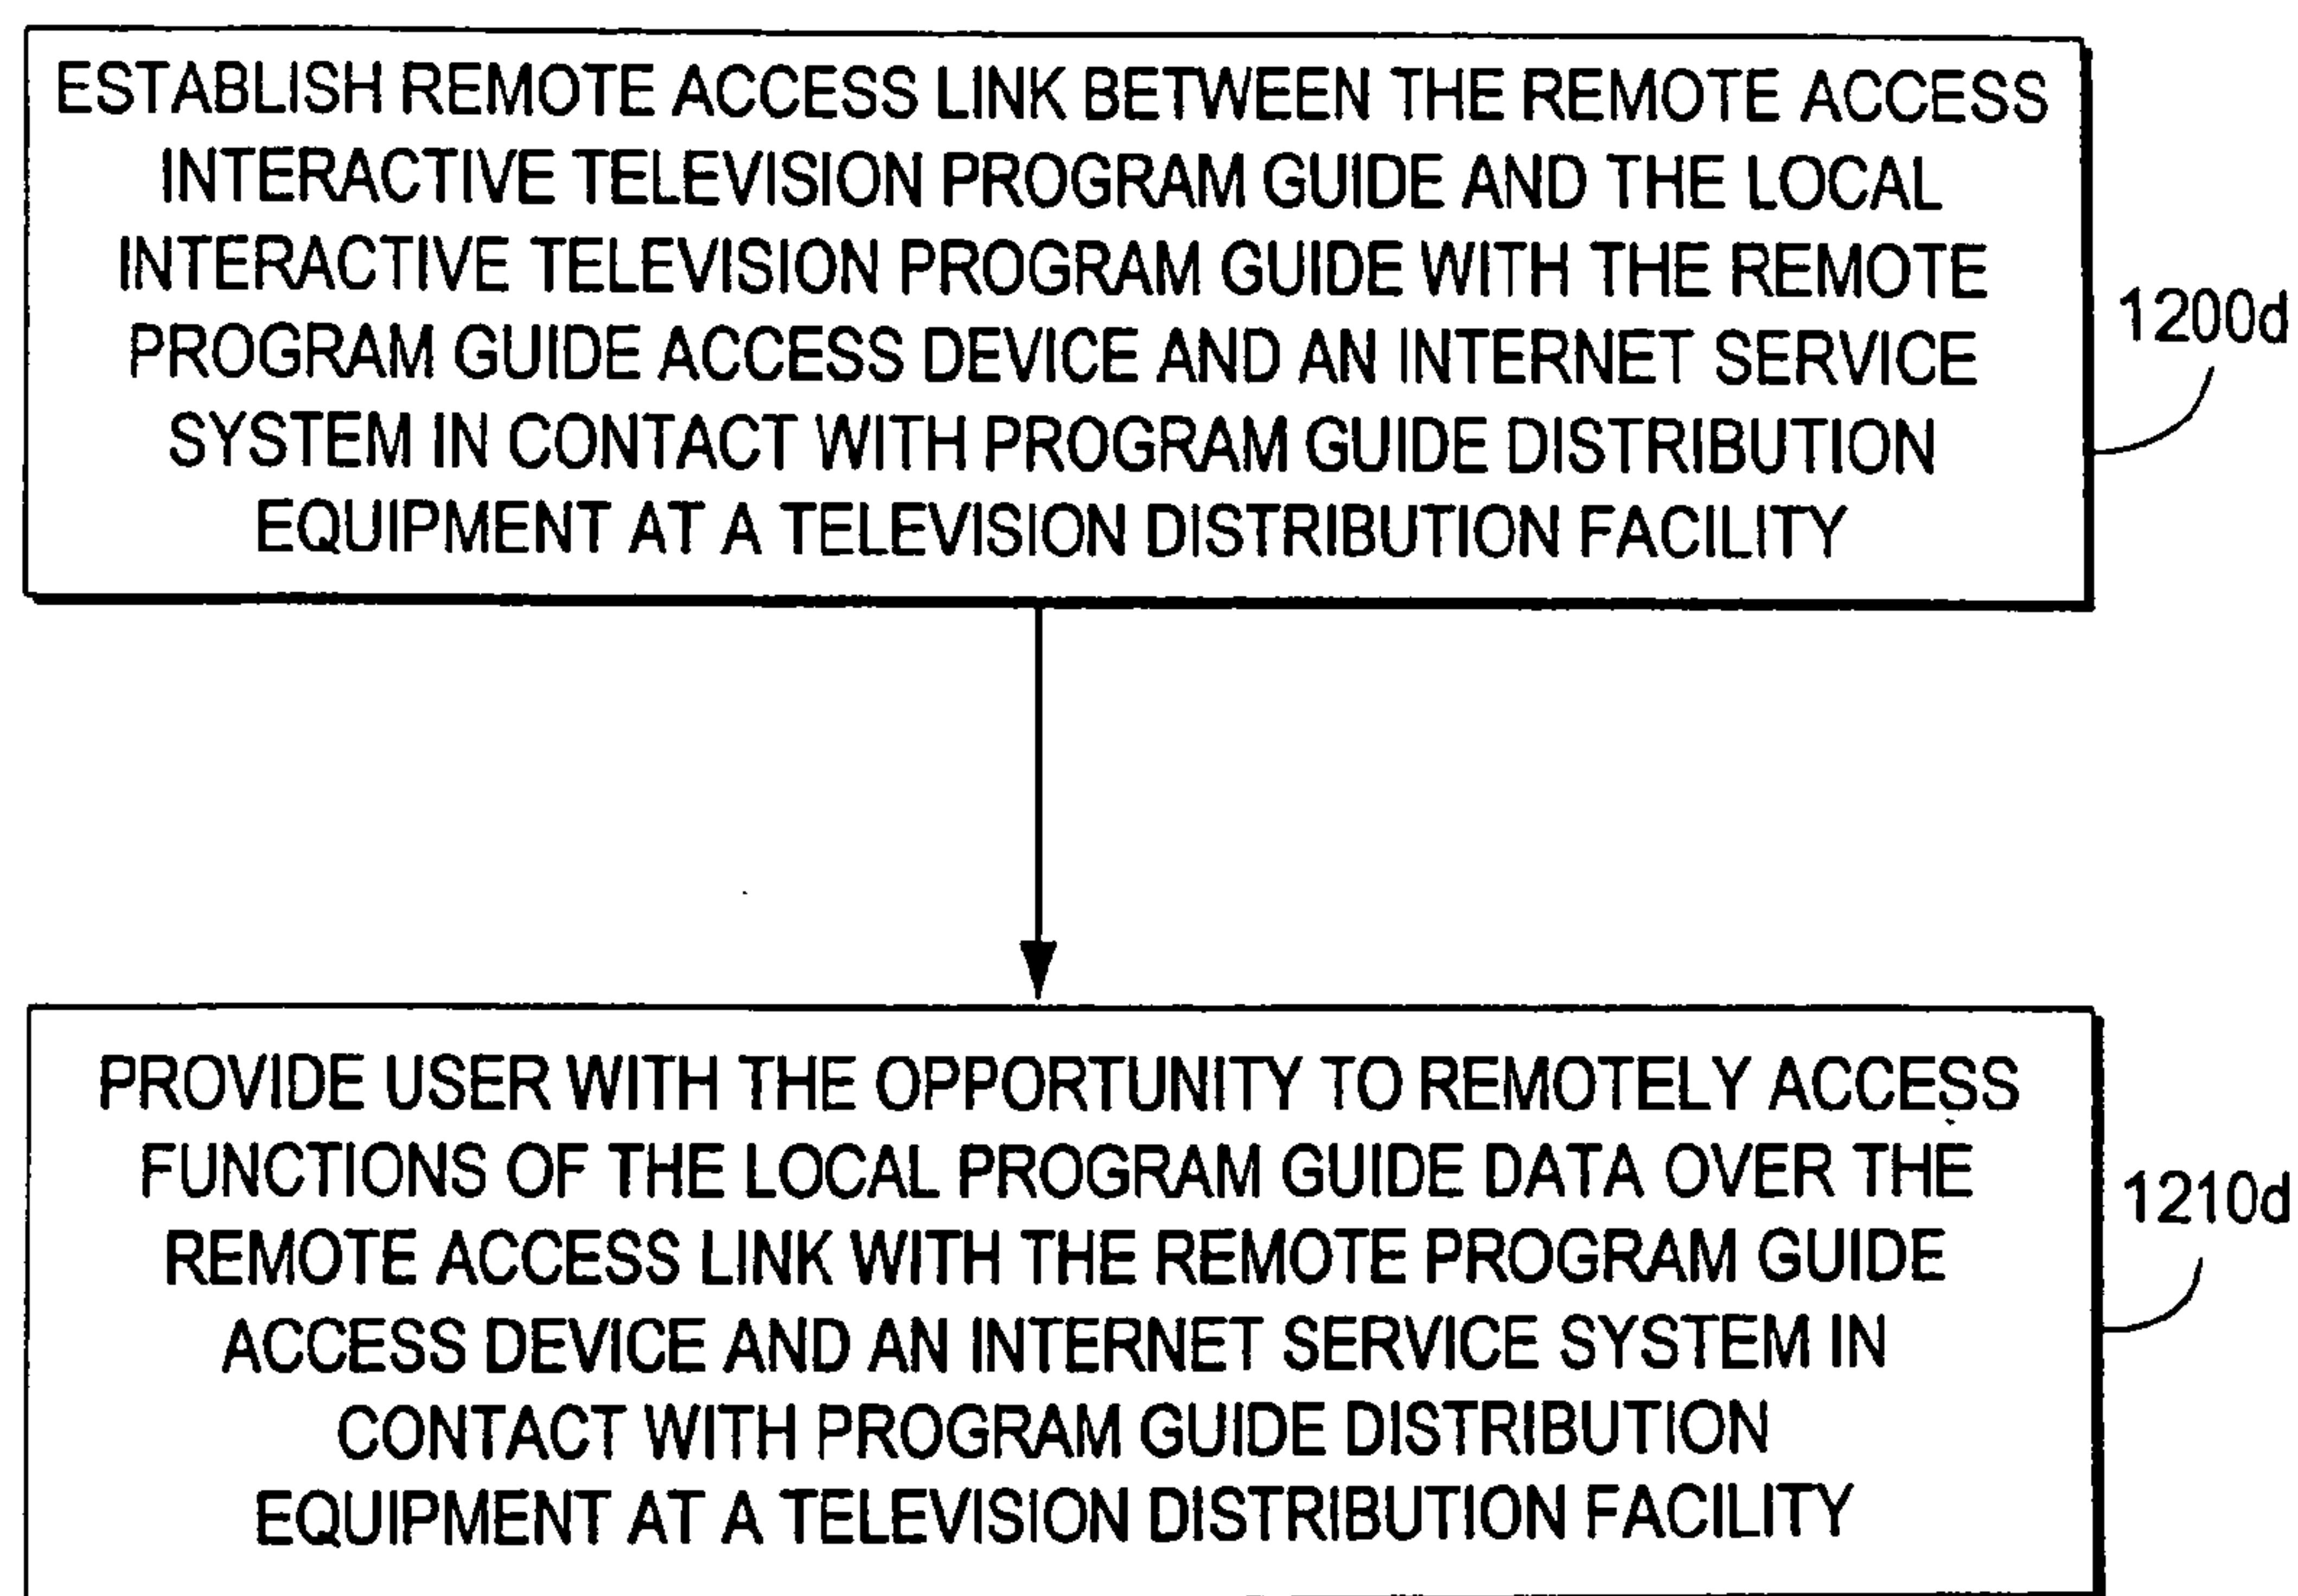 ESTABLISH REMOTE ACCESS LINK BETWEEN THE REMOTE ACCESS
INTERACTIVE TELEVISION PROGRAM GUIDE AND THE LOCAL
INTERACTIVE TELEVISION PROGRAM GUIDE WITH THE REMOTE
PROGRAM GUIDE ACCESS DEVICE AND AN INTERNET SERVICE
SYSTEM IN CONTACT WITH PROGRAM GUIDE DISTRIBUTION
EQUIPMENT AT A TELEVISION DISTRIBUTION FACILITY
1200d
PROVIDE USER WITH THE OPPORTUNITY TO REMOTELY ACCESS
FUNCTIONS OF THE LOCAL PROGRAM GUIDE DATA OVER THE
REMOTE ACCESS LINK WITH THE REMOTE PROGRAM GUIDE
ACCESS DEVICE AND AN INTERNET SERVICE SYSTEM IN
CONTACT WITH PROGRAM GUIDE DISTRIBUTION
EQUIPMENT AT A TELEVISION DISTRIBUTION FACILITY
1210d